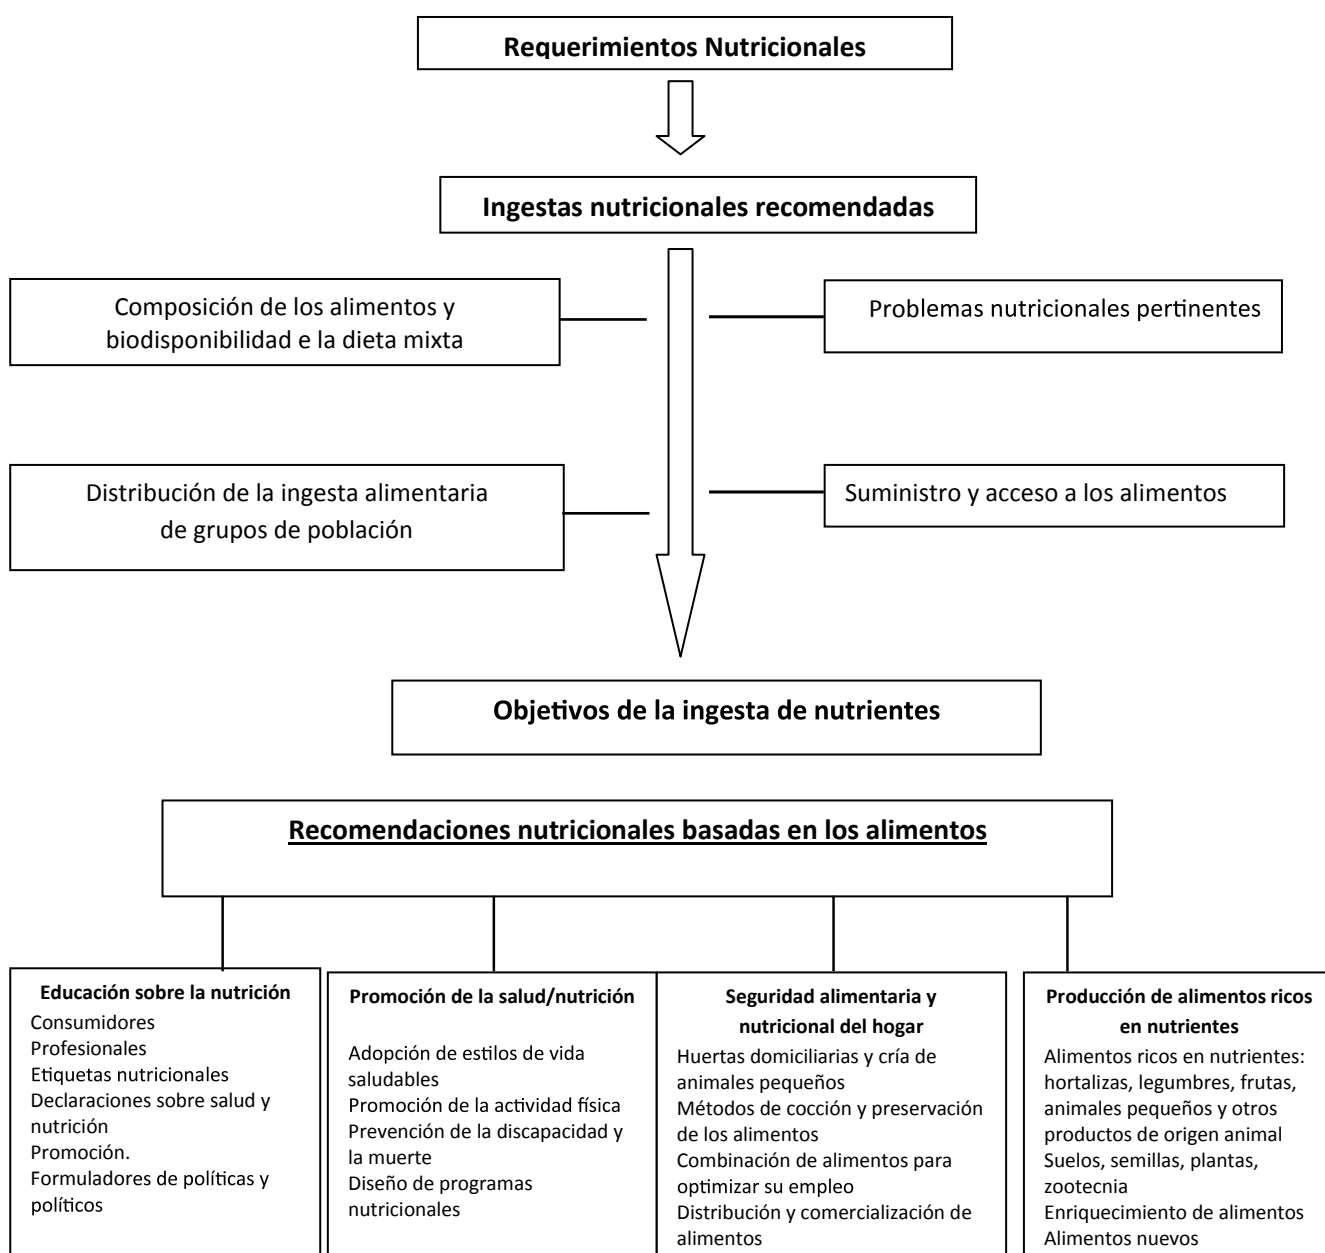 Requerimientos Nutricionales
Ingestas nutricionales recomendadas
Composición de los alimentos y
biodisponibilidad e la dieta mixta
Problemas nutricionales pertinentes
Distribución de la ingesta alimentaria
de grupos de población
Suministro y acceso a los alimentos
Objetivos de la ingesta de nutrientes
Recomendaciones nutricionales basadas en los alimentos
Educación sobre la nutrición
Consumidores
Profesionales
Etiquetas nutricionales
Declaraciones sobre salud y
nutrición
Promoción.
Formuladores de políticas y
políticos
Promoción de la salud/nutrición
Adopción de estilos de vida
saludables
Promoción de la actividad física
Prevención de la discapacidad y
la muerte
Diseño de programas
nutricionales
Seguridad alimentaria y
nutricional del hogar
Huertas domiciliarias y cría de
animales pequeños
Métodos de cocción y preservación
de los alimentos
Combinación de alimentos para
optimizar su empleo
Distribución y comercialización de
alimentos
Producción de alimentos ricos
en nutrientes
Alimentos ricos en nutrientes:
hortalizas, legumbres, frutas,
animales pequeños y otros
productos de origen animal
Suelos, semillas, plantas,
zootecnia
Enriquecimiento de alimentos
Alimentos nuevos